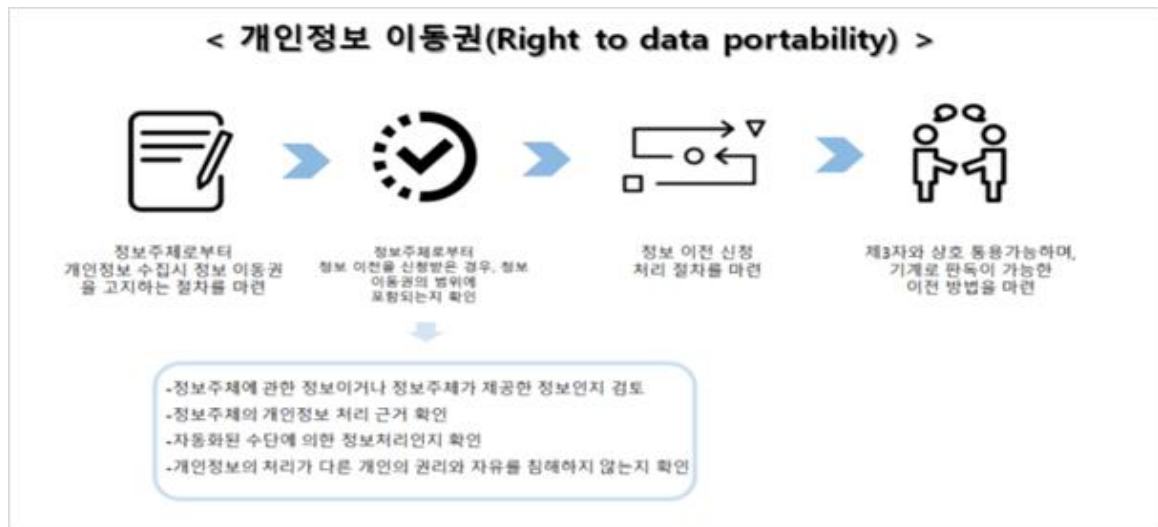 < 개인정보 이동권(Right to data portability) >
정보주체로부터
개인정보 수집시 정보 이동권
을 고지하는 절차를 마련
정보주체로부터
정보 이전을 신청받은 경우, 정보
이동권의 범위에
포함되는지 확인
정보 이전 신청
처리 절차를 마련
제3자와 상호 통용가능하며,
기계로 판독이 가능한
이전 방법을 마련
-정보주체에 관한 정보이거나 정보주체가 제공한 정보인지 검토
-정보주체의 개인정보 처리 근거 확인
-자동화된 수단에 의한 정보처리인지 확인
-개인정보의 처리가 다른 개인의 권리와 자유를 침해하지 않는지 확인